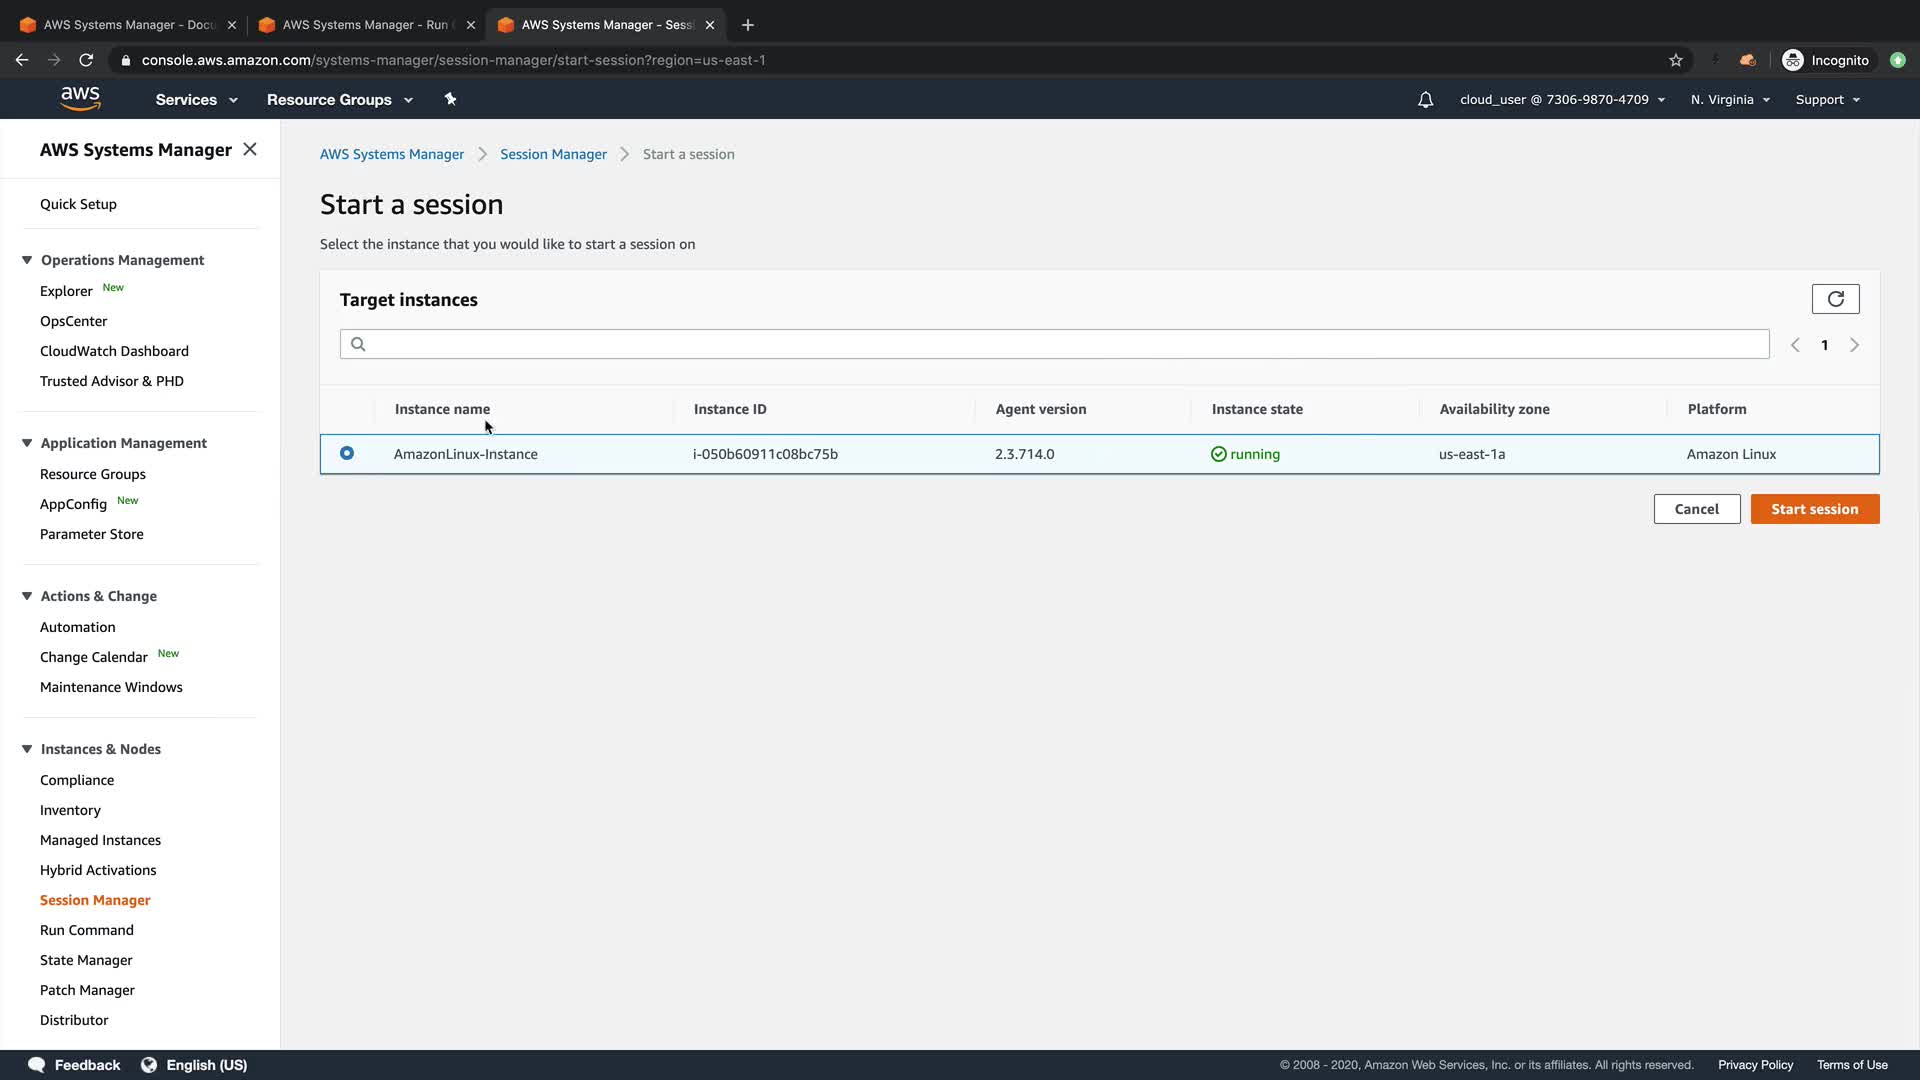 AWS Systems Manager - Docu
AWS Systems Manager - Run
AWS Systems Manager - Sess
console.aws.amazon.com/systems-manager/session-manager/start-session?region=us-east-1
Incognito
aws
Services
Resource Groups
cloud_user @ 7306-9870-4709
N. Virginia
Support
AWS Systems Manager
Quick Setup
Operations Management
Explorer New
OpsCenter
CloudWatch Dashboard
Trusted Advisor & PHD
Application Management
Resource Groups
AppConfig New
Parameter Store
Actions & Change
Automation
Change Calendar New
Maintenance Windows
Instances & Nodes
Compliance
Inventory
Managed Instances
Hybrid Activations
Session Manager
Run Command
State Manager
Patch Manager
Distributor
AWS Systems Manager > Session Manager > Start a session
Start a session
Select the instance that you would like to start a session on
Target instances
1
Instance name Instance ID Agent version Instance state Availability zone Platform
AmazonLinux-Instance i-050b60911c08bc75b 2.3.714.0 running us-east-1a Amazon Linux
Cancel
Start session
Feedback
English (US)
© 2008 - 2020, Amazon Web Services, Inc. or its affiliates. All rights reserved.
Privacy Policy
Terms of Use